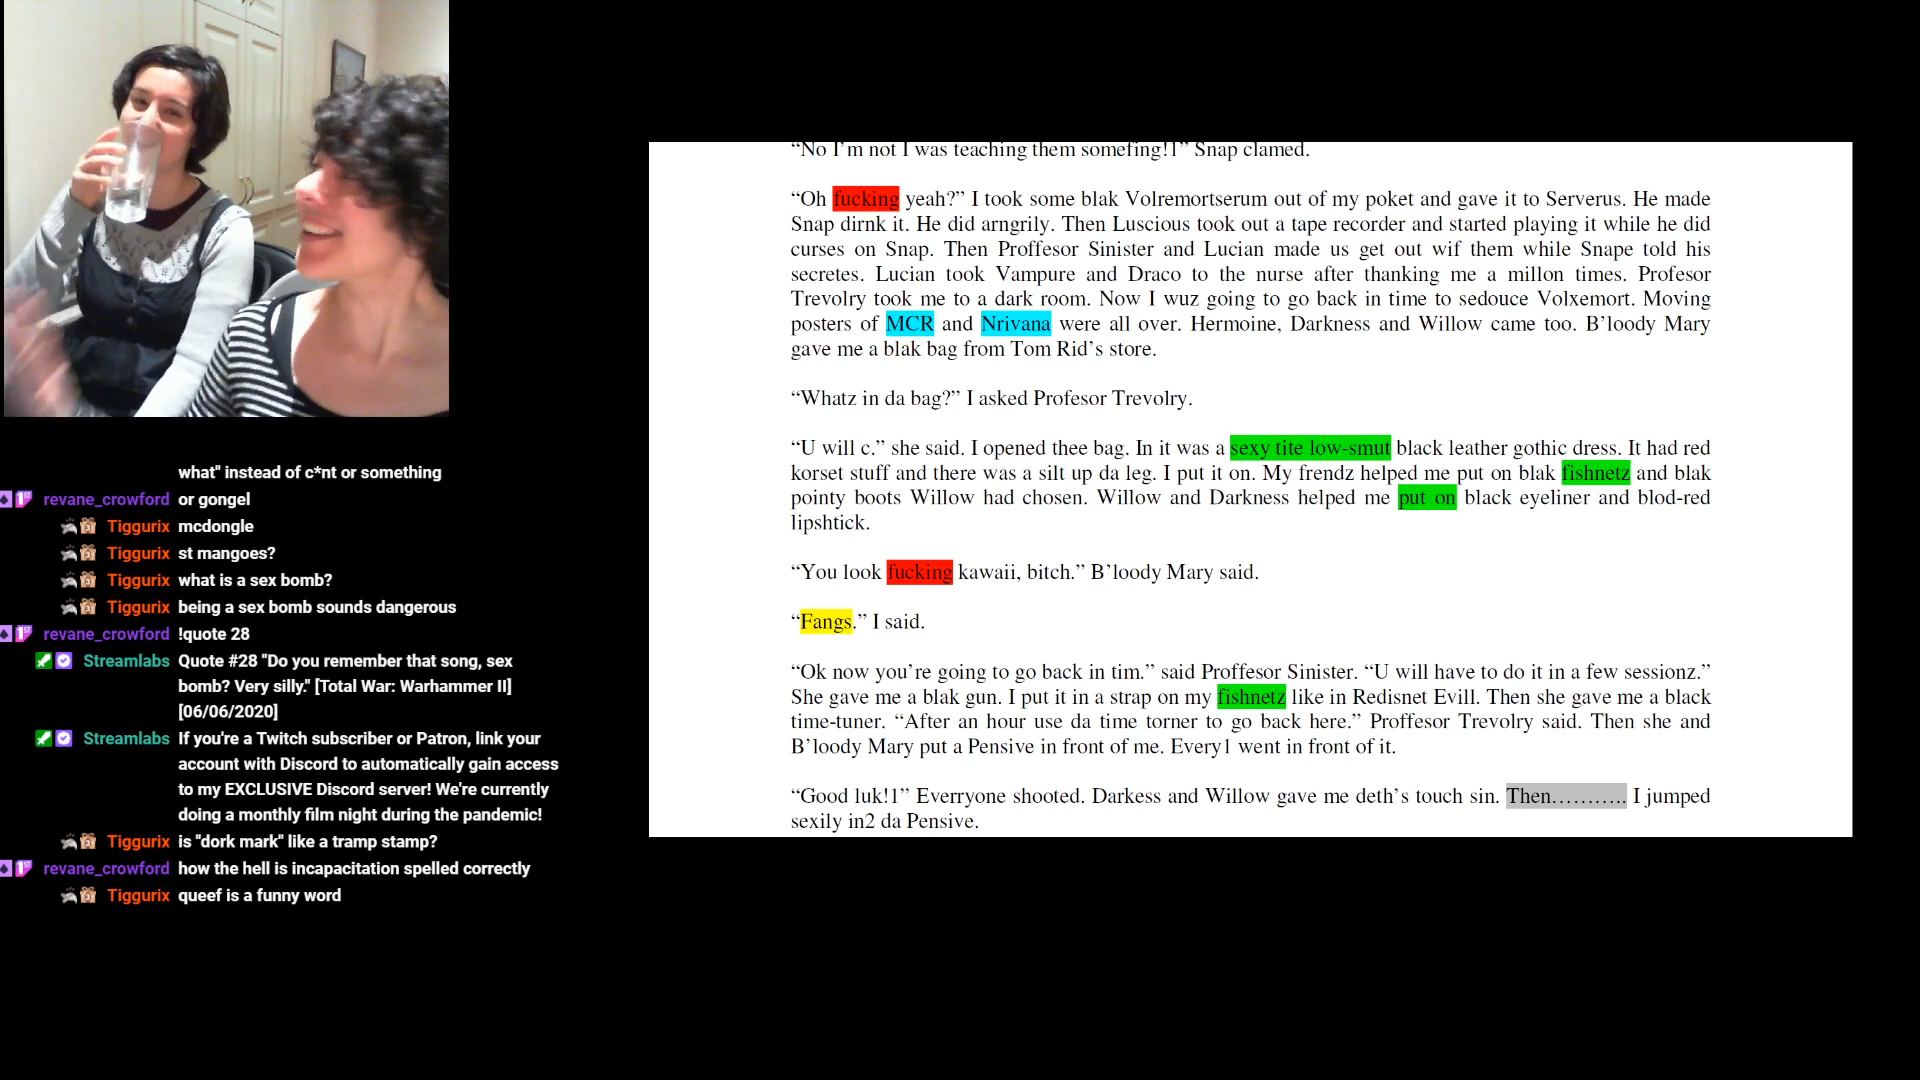 what" instead of c*nt or something
revane_crowford or gongel
Tiggurix mcdongle
Tiggurix st mangoes?
Tiggurix what is a sex bomb?
Tiggurix being a sex bomb sounds dangerous
revane_crowford !quote 28
Streamlabs Quote #28 "Do you remember that song, sex
bomb? Very silly." [Total War: Warhammer II]
[06/06/2020]
Streamlabs If you're a Twitch subscriber or Patron, link your
account with Discord to automatically gain access
to my EXCLUSIVE Discord server! We're currently
doing a monthly film night during the pandemic!
Tiggurix is "dork mark" like a tramp stamp?
revane_crowford how the hell is incapacitation spelled correctly
Tiggurix queef is a funny word
“No I’m not I was teaching them somefing!1” Snap clamed.
“Oh fucking yeah?” I took some blak Volremortserum out of my poket and gave it to Serverus. He made
Snap dirnk it. He did arngrily. Then Luscious took out a tape recorder and started playing it while he did
curses on Snap. Then Proffesor Sinister and Lucian made us get out wif them while Snape told his
secretes. Lucian took Vampure and Draco to the nurse after thanking me a millon times. Profesor
Trevolry took me to a dark room. Now I wuz going to go back in time to sedouce Volxemort. Moving
posters of MCR and Nrivana were all over. Hermoine, Darkness and Willow came too. B’loody Mary
gave me a blak bag from Tom Rid’s store.
“Whatz in da bag?” I asked Profesor Trevolry.
“U will c.” she said. I opened thee bag. In it was a sexy tite low-smut black leather gothic dress. It had red
korset stuff and there was a silt up da leg. I put it on. My frendz helped me put on blak fishnetz and blak
pointy boots Willow had chosen. Willow and Darkness helped me put on black eyeliner and blod-red
lipshtick.
“You look fucking kawaii, bitch.” B’loody Mary said.
“Fangs.” I said.
“Ok now you’re going to go back in tim.” said Proffesor Sinister. “U will have to do it in a few sessionz.”
She gave me a blak gun. I put it in a strap on my fishnetz like in Redisnet Evill. Then she gave me a black
time-tuner. “After an hour use da time torner to go back here.” Proffesor Trevolry said. Then she and
B’loody Mary put a Pensive in front of me. Every1 went in front of it.
“Good luk!1” Everryone shooted. Darkess and Willow gave me deth’s touch sin. Then……….. I jumped
sexily in2 da Pensive.